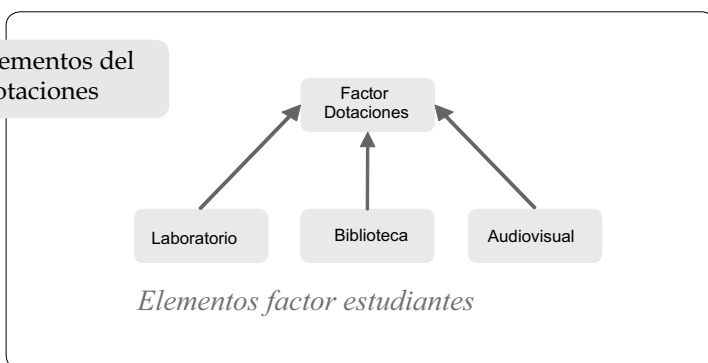 ementos del
otaciones
Factor
Dotaciones
Laboratorio
Biblioteca
Audiovisual
Elementos factor estudiantes